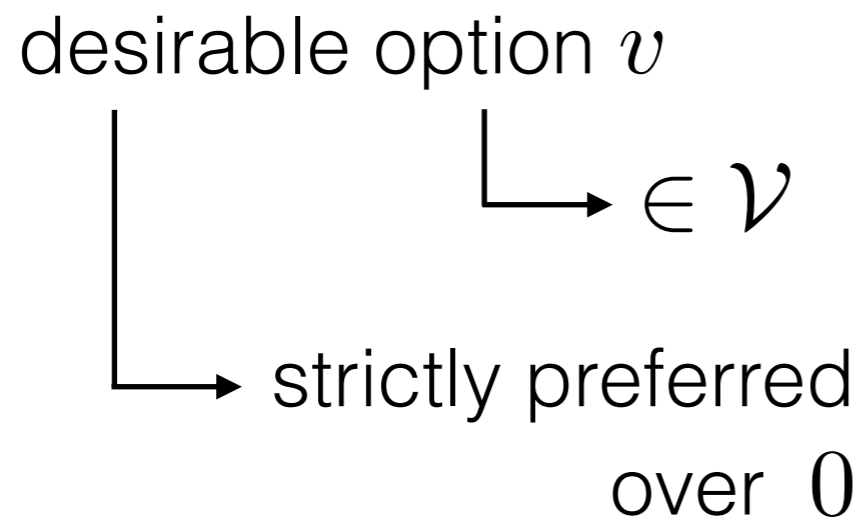 desirable option v
∈ 𝒱
strictly preferred
over 0